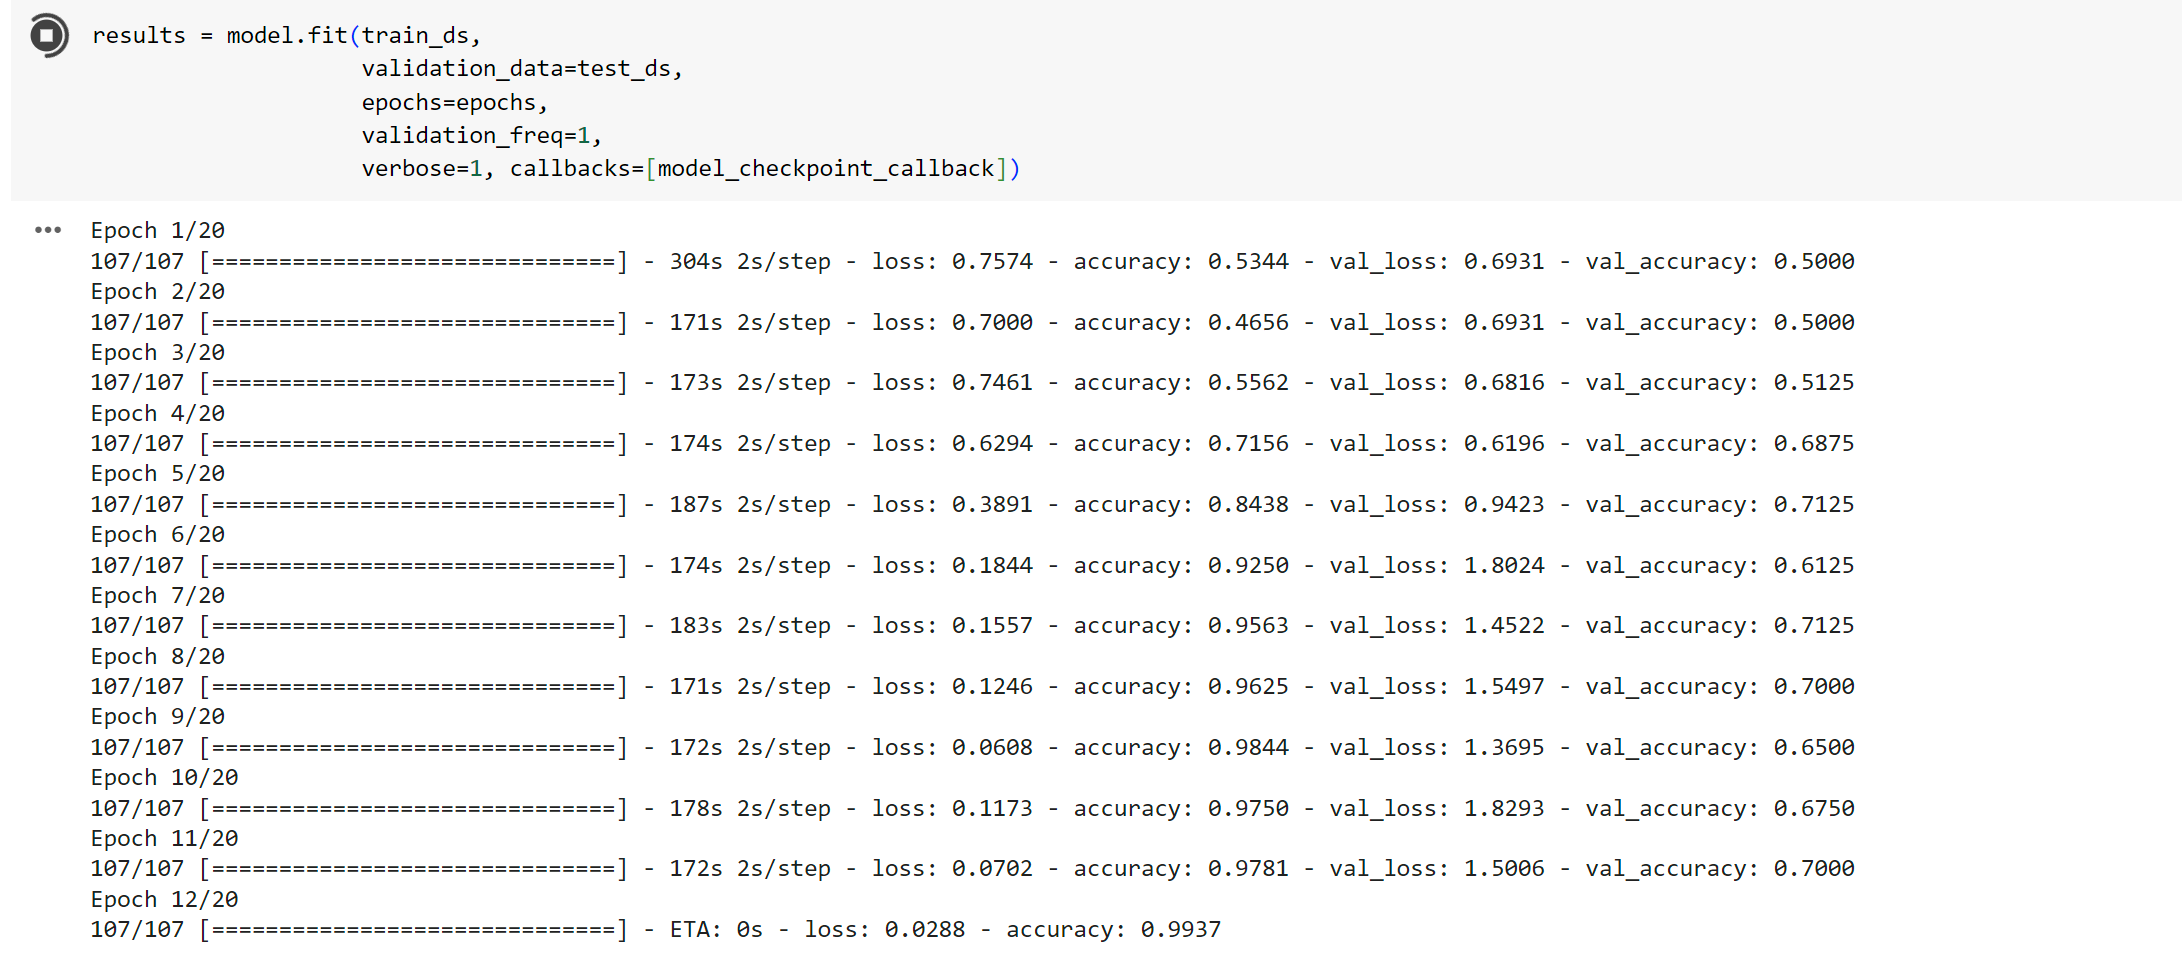 results = model.fit(train_ds,
validation_data=test_ds,
epochs=epochs,
validation_freq=1,
verbose=1, callbacks=[model_checkpoint_callback])
Epoch 1/20
107/107 [==============================] - 304s 2s/step - loss: 0.7574 - accuracy: 0.5344 - val_loss: 0.6931 - val_accuracy: 0.5000
Epoch 2/20
107/107 [==============================] - 171s 2s/step - loss: 0.7000 - accuracy: 0.4656 - val_loss: 0.6931 - val_accuracy: 0.5000
Epoch 3/20
107/107 [==============================] - 173s 2s/step - loss: 0.7461 - accuracy: 0.5562 - val_loss: 0.6816 - val_accuracy: 0.5125
Epoch 4/20
107/107 [==============================] - 174s 2s/step - loss: 0.6294 - accuracy: 0.7156 - val_loss: 0.6196 - val_accuracy: 0.6875
Epoch 5/20
107/107 [==============================] - 187s 2s/step - loss: 0.3891 - accuracy: 0.8438 - val_loss: 0.9423 - val_accuracy: 0.7125
Epoch 6/20
107/107 [==============================] - 174s 2s/step - loss: 0.1844 - accuracy: 0.9250 - val_loss: 1.8024 - val_accuracy: 0.6125
Epoch 7/20
107/107 [==============================] - 183s 2s/step - loss: 0.1557 - accuracy: 0.9563 - val_loss: 1.4522 - val_accuracy: 0.7125
Epoch 8/20
107/107 [==============================] - 171s 2s/step - loss: 0.1246 - accuracy: 0.9625 - val_loss: 1.5497 - val_accuracy: 0.7000
Epoch 9/20
107/107 [==============================] - 172s 2s/step - loss: 0.0608 - accuracy: 0.9844 - val_loss: 1.3695 - val_accuracy: 0.6500
Epoch 10/20
107/107 [==============================] - 178s 2s/step - loss: 0.1173 - accuracy: 0.9750 - val_loss: 1.8293 - val_accuracy: 0.6750
Epoch 11/20
107/107 [==============================] - 172s 2s/step - loss: 0.0702 - accuracy: 0.9781 - val_loss: 1.5006 - val_accuracy: 0.7000
Epoch 12/20
107/107 [==============================] - ETA: 0s - loss: 0.0288 - accuracy: 0.9937